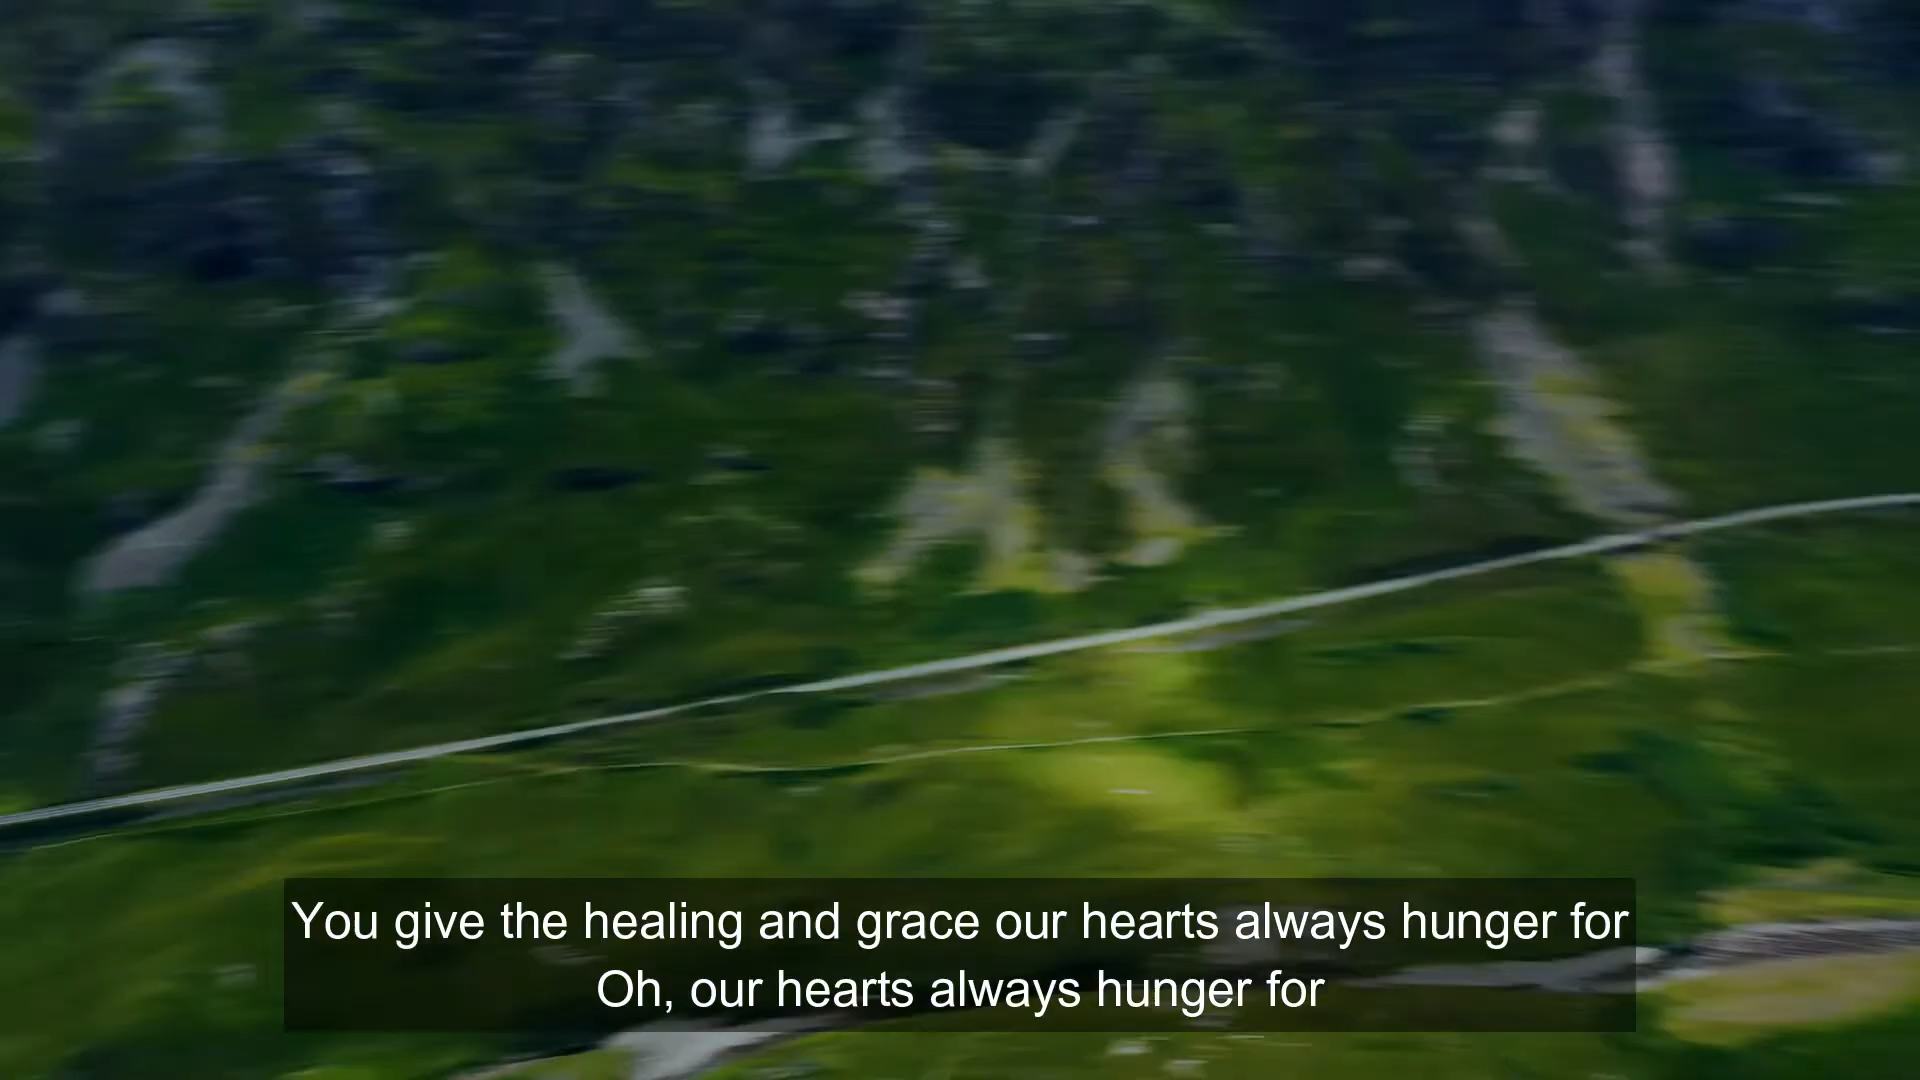 You give the healing and grace our hearts always hunger for
Oh, our hearts always hunger for